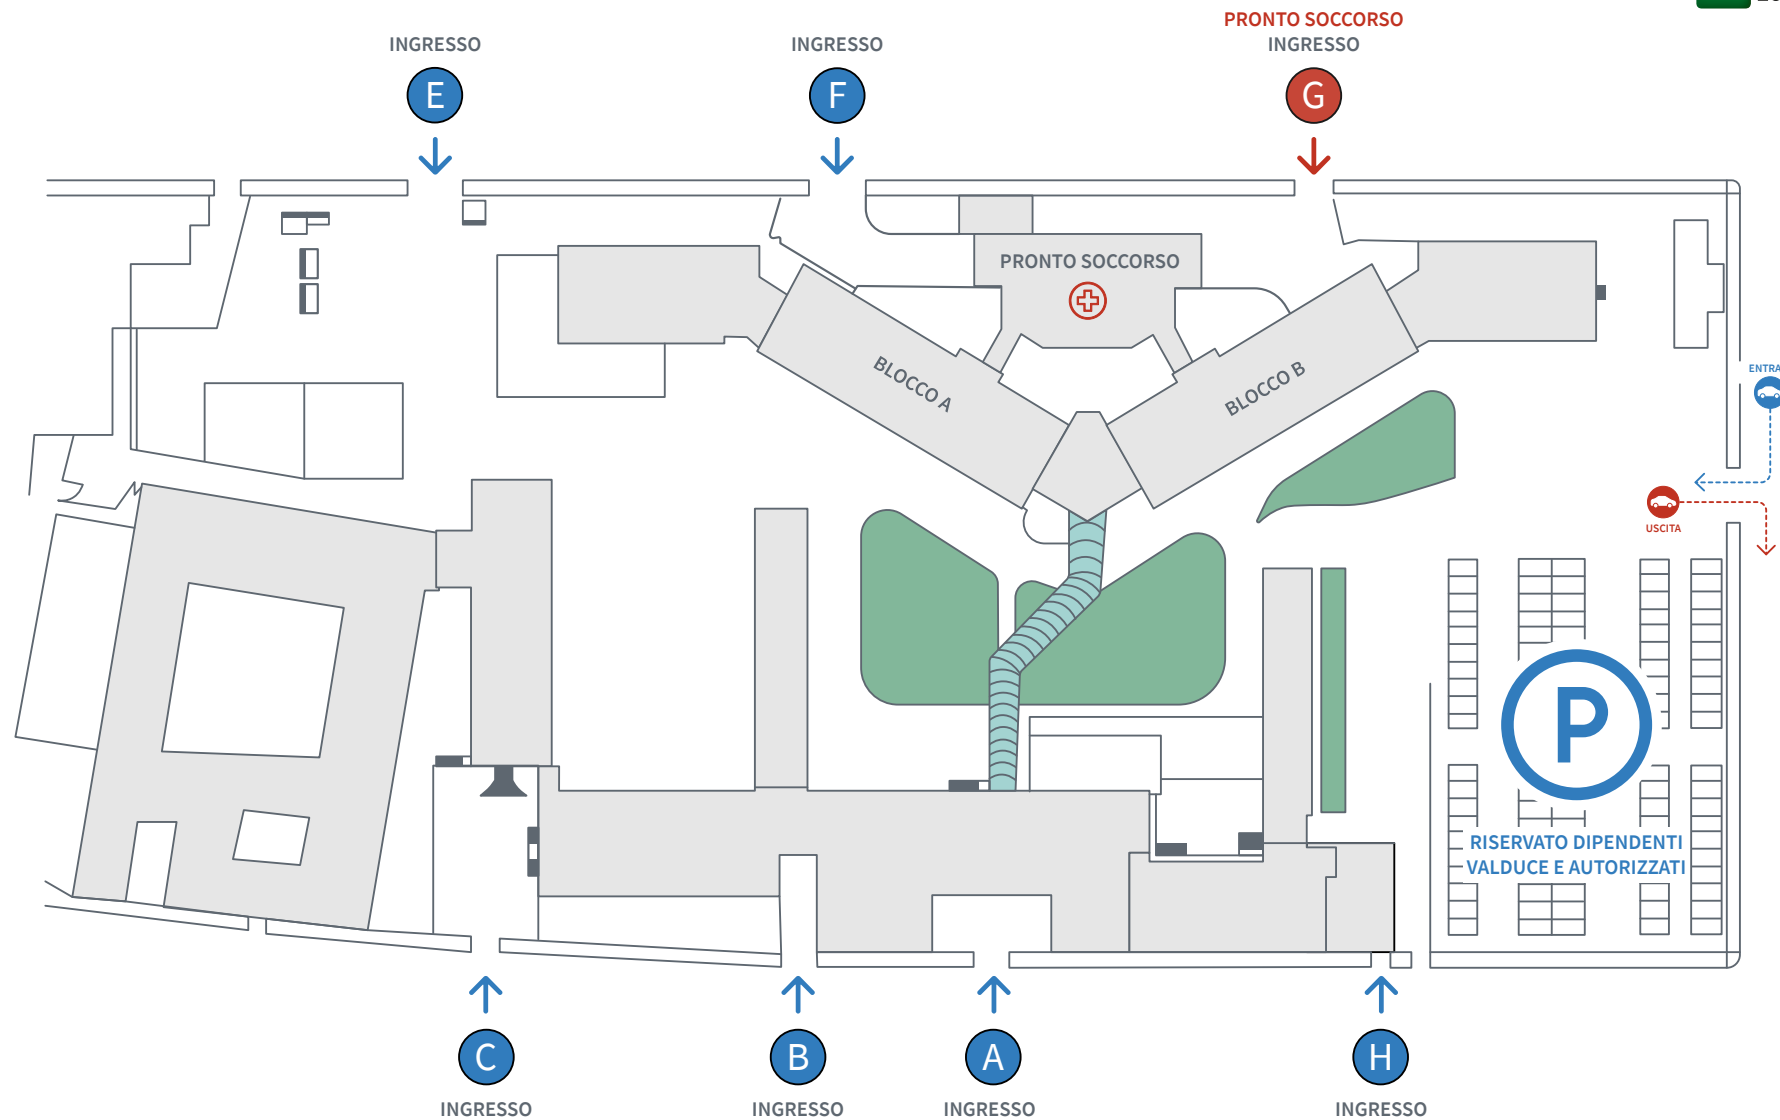 PRONTO SOCCORSO
INGRESSO
INGRESSO
INGRESSO
E
F
G
PRONTO SOCCORSO
BLOCCO A
BLOCCO B
USCITA
P
RISERVATO DIPENDENTI
VALDUCE E AUTORIZZATI
C
B
A
H
INGRESSO
INGRESSO
INGRESSO
INGRESSO